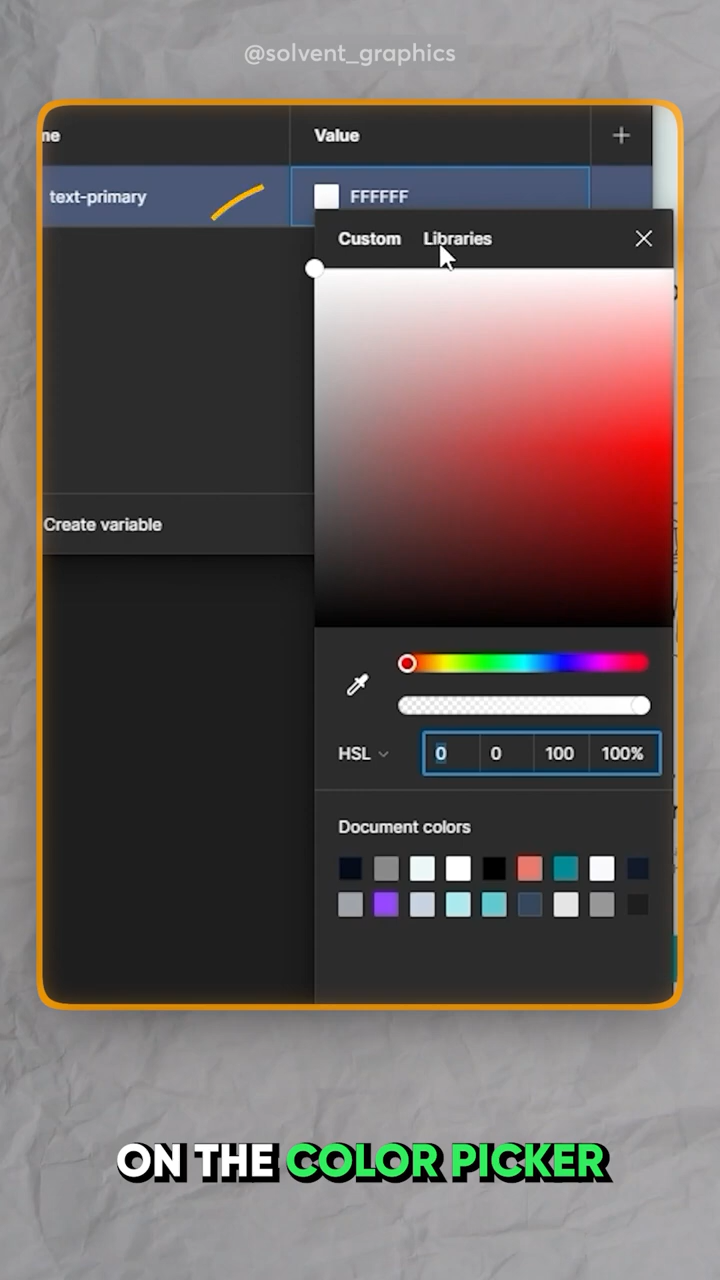 @solvent_graphics
me Value
text-primary FFFFFF
Custom Libraries
Create variable
HSL 0 0 100 100%
Document colors
ON THE COLOR PICKER